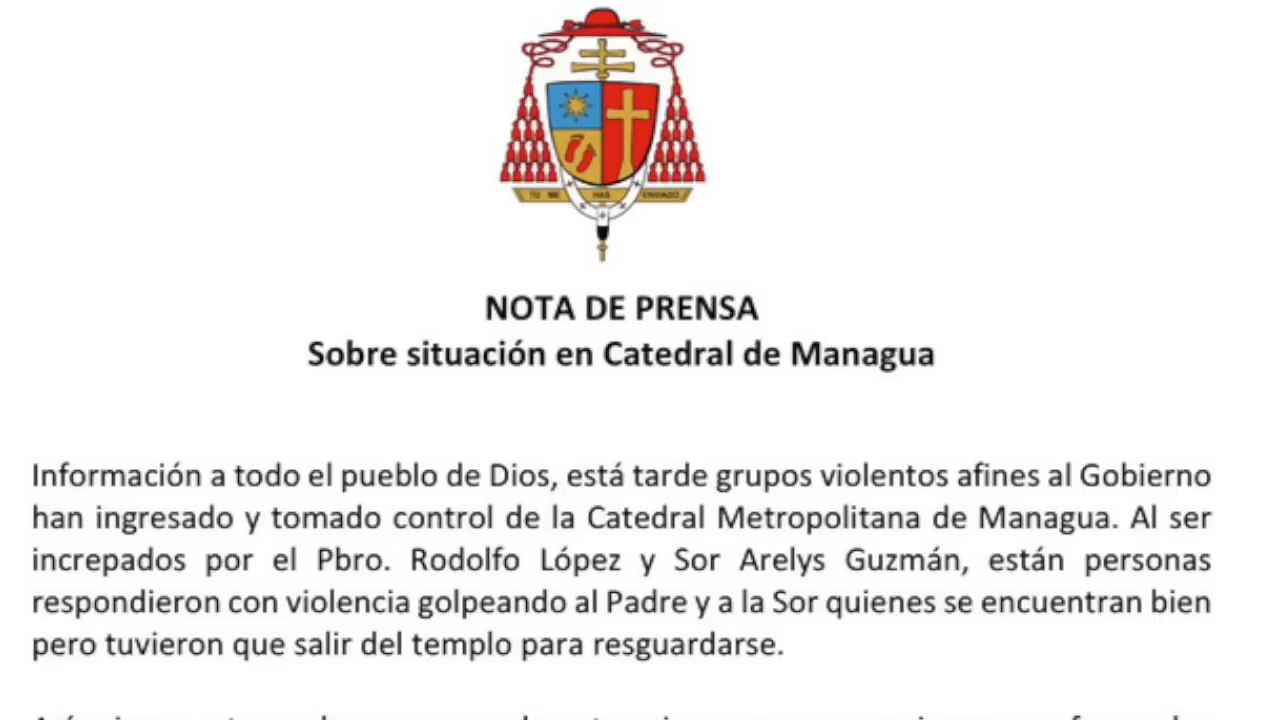 TU ME HAS ENVIADO
NOTA DE PRENSA
Sobre situación en Catedral de Managua
Información a todo el pueblo de Dios, está tarde grupos violentos afines al Gobierno
han ingresado y tomado control de la Catedral Metropolitana de Managua. Al ser
increpados por el Pbro. Rodolfo López y Sor Arelys Guzmán, están personas
respondieron con violencia golpeando al Padre y a la Sor quienes se encuentran bien
pero tuvieron que salir del templo para resguardarse.